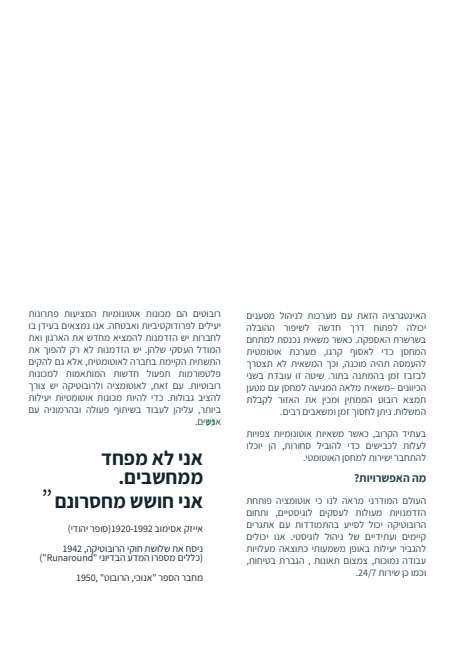 האינטגרציה הזאת עם מערכות לניהול מטענים
יכולה לפתוח דרך חדשה לשיפור ההובלה
בשרשרת האספקה. כאשר משאית נכנסת למתחם
המחסן כדי לאסוף קרגו, מערכת אוטומטית
להעמסה תהיה מוכנה, וכך המשאית לא תצטרך
לבזבז זמן בהמתנה בתור. שיטה זו עובדת בשני
הכיוונים –משאית מלאה המגיעה למחסן עם מטען
תמצא רובוט הממתין ומכין את האזור לקבלת
המשלוח. ניתן לחסוך זמן ומשאבים רבים.
בעתיד הקרוב, כאשר משאיות אוטונומיות צפויות
לעלות לכבישים כדי להוביל סחורות, הן יוכלו
להתחבר ישירות למחסן האוטומטי.
מה האפשרויות?
העולם המודרני מראה לנו כי אוטומציה פותחת
הזדמנויות מעולות לעסקים לוגיסטיים, ותחום
הרובוטיקה יכול לסייע בהתמודדות עם אתגרים
קיימים ועתידיים של ניהול לוגיסטי. אנו יכולים
להגביר יעילות באופן משמעותי כתוצאה מעלויות
עבודה נמוכות, צמצום תאונות , הגברת בטיחות,
וכמו כן שירות 24/7.
רובוטים הם מכונות אוטונומיות המציעות פתרונות
יעילים לפרודוקטיביות ואבטחה. אנו נמצאים בעידן בו
לחברות יש הזדמנות להמציא מחדש את הארגון ואת
המודל העסקי שלהן. יש הזדמנות לא רק להפוך את
התשתית הקיימת בחברה לאוטומטית, אלא גם להקים
פלטפורמות תפעול חדשות המותאמות למכונות
רובוטיות. עם זאת, לאוטומציה ולרובוטיקה יש צורך
להציב גבולות. כדי להיות מכונות אוטומטיות יעילות
ביותר, עליהן לעבוד בשיתוף פעולה ובהרמוניה עם
אנשים.
אני לא מפחד
ממחשבים.
אני חושש מחסרונם ”
אייזק אסימוב 1920-1992(סופר יהודי)
ניסח את שלושת חוקי הרובוטיקה, 1942
(כללים מספרו המדע הבדיוני "Runaround")
מחבר הספר "אנוכי, הרובוט" ,1950